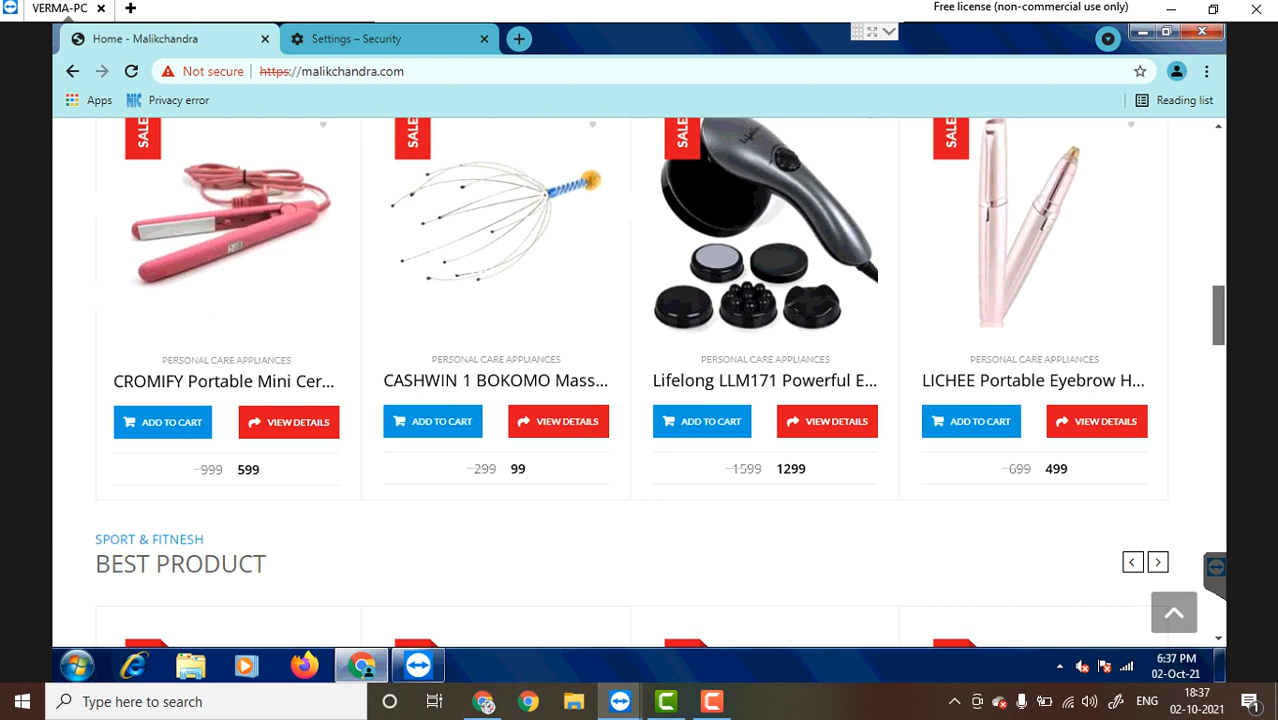 VERMA-PC
Free license (non-commercial use only)
Home - Malikchandra
Settings – Security
Not secure | https://malikchandra.com
Apps
NIC Privacy error
Reading list
SALE SALE SALE SALE
PERSONAL CARE APPLIANCES PERSONAL CARE APPLIANCES PERSONAL CARE APPLIANCES PERSONAL CARE APPLIANCES
CROMIFY Portable Mini Cer... CASHWIN 1 BOKOMO Mass... Lifelong LLM171 Powerful E... LICHEE Portable Eyebrow H...
ADD TO CART VIEW DETAILS ADD TO CART VIEW DETAILS ADD TO CART VIEW DETAILS ADD TO CART VIEW DETAILS
999 599 299 99 1599 1299 699 499
SPORT & FITNESH
BEST PRODUCT
6:37 PM
02-Oct-21
Type here to search
ENG
18:37
02-10-2021
1